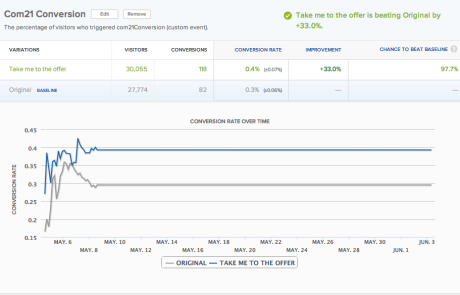 Com21 Conversion Edit Remove
The percentage of visitors who triggered com21Conversion (custom event).
Take me to the offer is beating Original by
+33.0%.
VARIATIONS VISITORS CONVERSIONS CONVERSION RATE IMPROVEMENT CHANCE TO BEAT BASELINE ?
Take me to the offer 30,055 118 0.4% (±0.07%) +33.0% 97.7%
Original BASELINE 27,774 82 0.3% (±0.06%) — —
CONVERSION RATE OVER TIME
CONVERSION RATE
0.45
0.4
0.35
0.3
0.25
0.2
0.15
MAY. 6 MAY. 10 MAY. 14 MAY. 18 MAY. 22 MAY. 26 MAY. 30 JUN. 3
MAY. 8 MAY. 12 MAY. 16 MAY. 20 MAY. 24 MAY. 28 JUN. 1
ORIGINAL TAKE ME TO THE OFFER